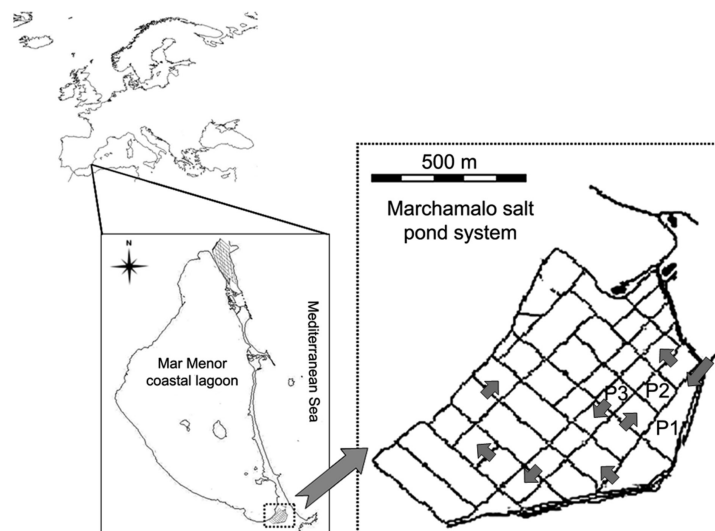 500 m
Marchamalo salt
pond system
N
Mar Menor
coastal lagoon
Mediterranean Sea
P3
P2
P1